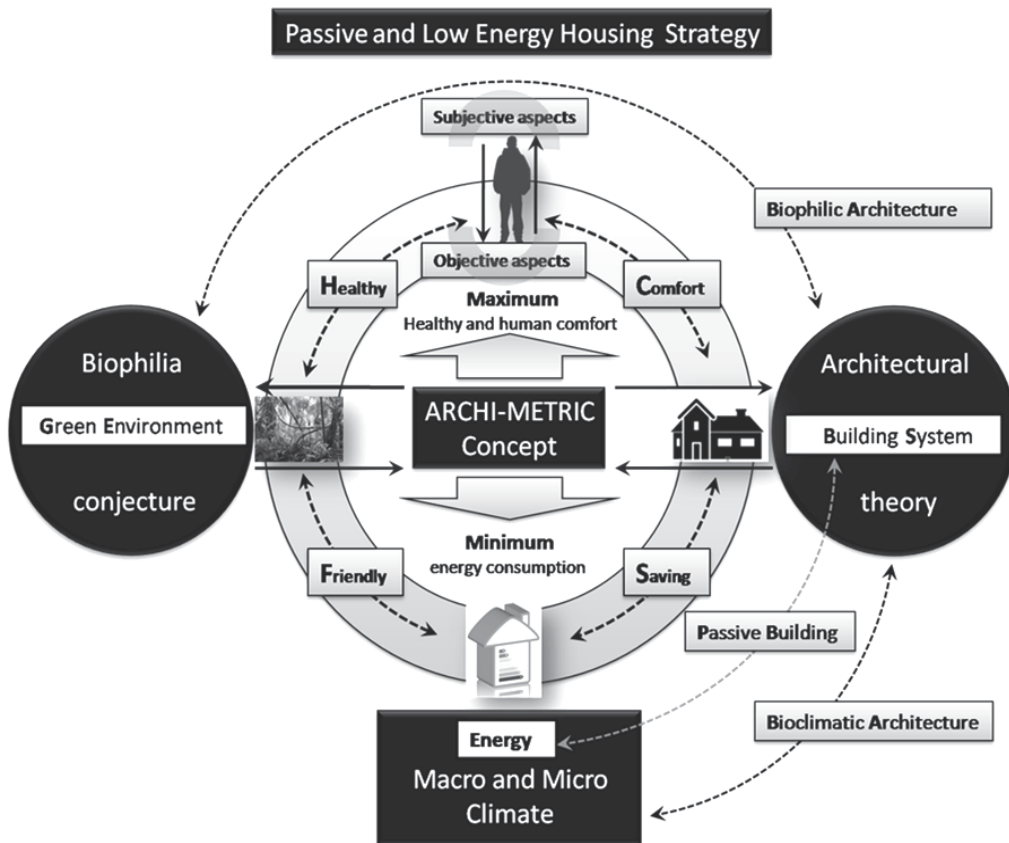 Passive and Low Energy Housing Strategy
Subjective aspects
Biophilic Architecture
Objective aspects
Healthy
Comfort
Maximum
Healthy and human comfort
Biophilia
Green Environment
conjecture
ARCHI-METRIC
Concept
Architectural
Building System
theory
Minimum
energy consumption
Friendly
Saving
Passive Building
Bioclimatic Architecture
Energy
Macro and Micro
Climate